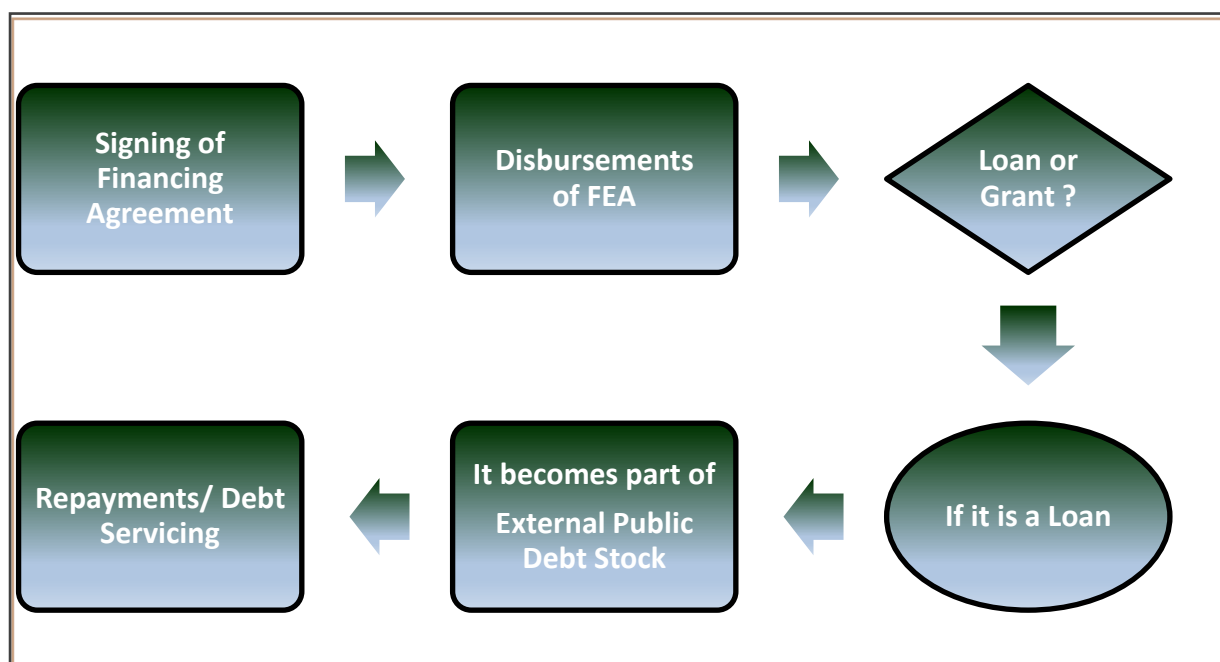 Signing of
Financing
Agreement
Disbursements
of FEA
Loan or
Grant ?
If it is a Loan
It becomes part of
External Public
Debt Stock
Repayments/ Debt
Servicing